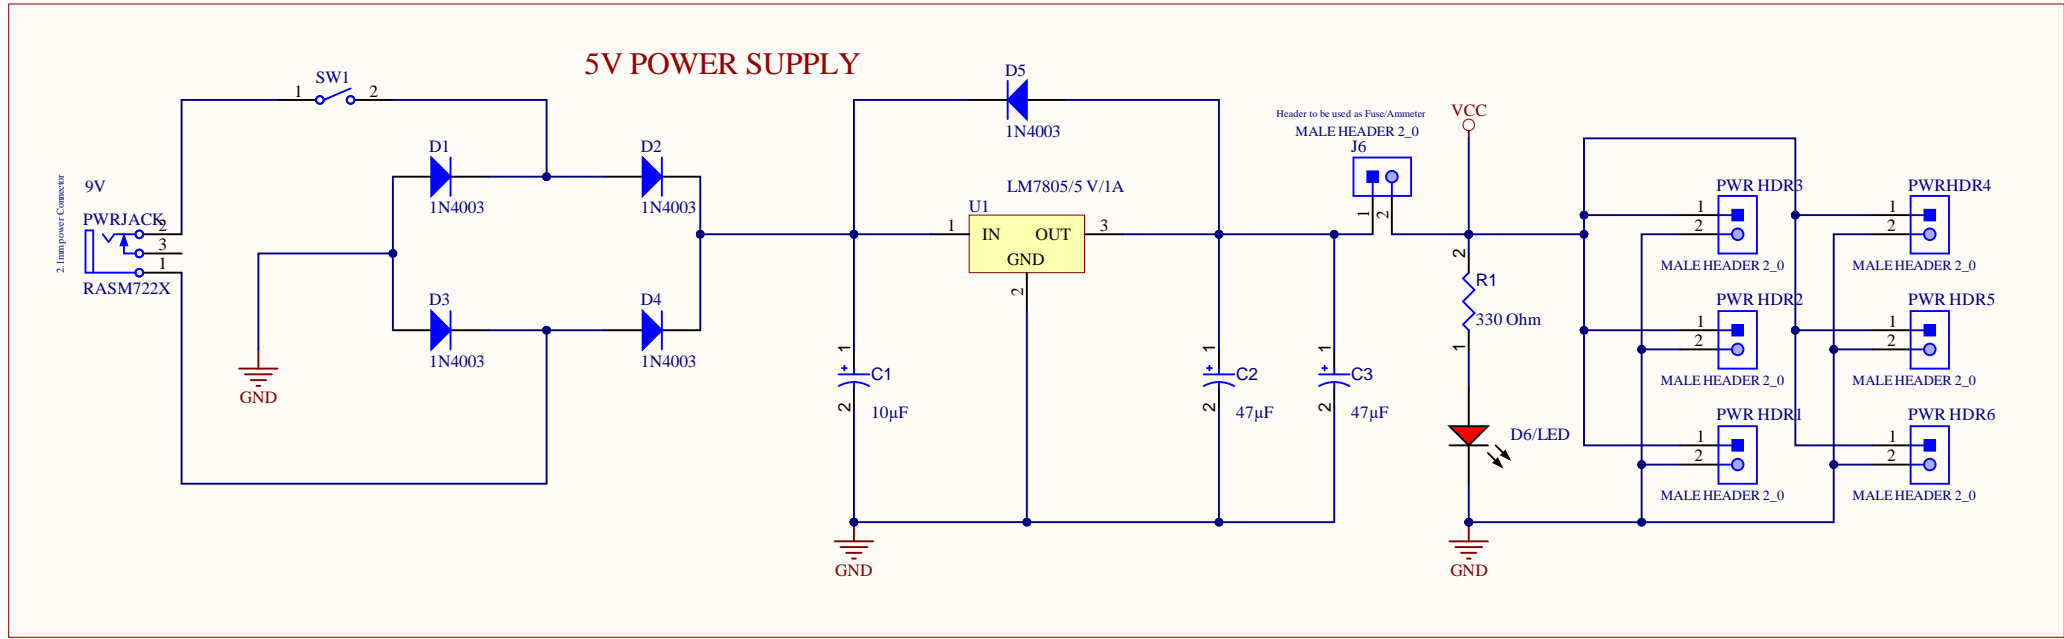 5V POWER SUPPLY
SW1
1
2
9V
PWRJACK
2
3
1
RASM722X
2.1mm power Connector
D1
1N4003
D2
1N4003
D3
1N4003
D4
1N4003
GND
D5
1N4003
LM7805/5 V/1A
U1
1
IN
OUT
3
GND
2
1
C1
2
10µF
1
C2
2
47µF
1
C3
2
47µF
GND
Header to be used as Fuse/Ammeter
MALE HEADER 2_0
J6
1
2
VCC
2
R1
330 Ohm
1
D6/LED
GND
PWR HDR3
1
2
MALE HEADER 2_0
PWRHDR4
1
2
MALE HEADER 2_0
PWR HDR2
1
2
MALE HEADER 2_0
PWR HDR5
1
2
MALE HEADER 2_0
PWR HDR1
1
2
MALE HEADER 2_0
PWR HDR6
1
2
MALE HEADER 2_0